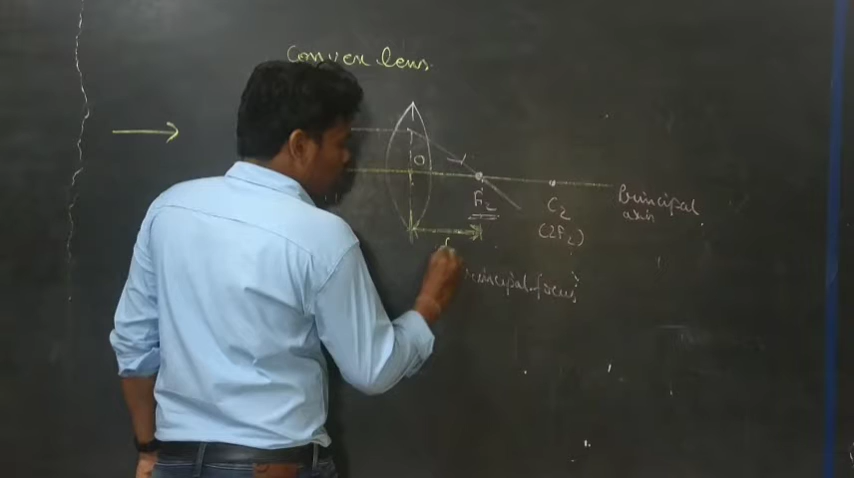 Convex lens
O
F₂
C₂
(2F₂)
Principal
axis
f
principal focus